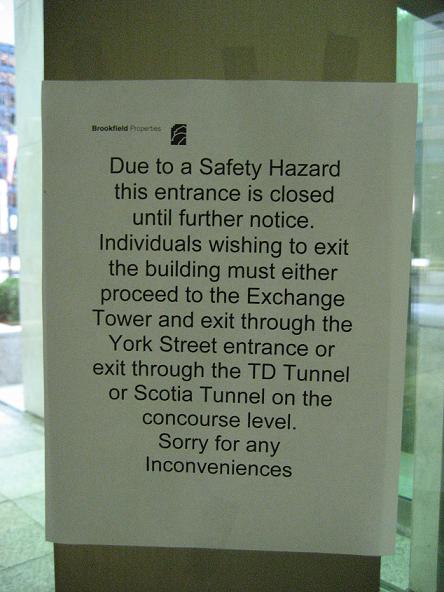 Brookfield Properties
Due to a Safety Hazard
this entrance is closed
until further notice.
Individuals wishing to exit
the building must either
proceed to the Exchange
Tower and exit through the
York Street entrance or
exit through the TD Tunnel
or Scotia Tunnel on the
concourse level.
Sorry for any
Inconveniences